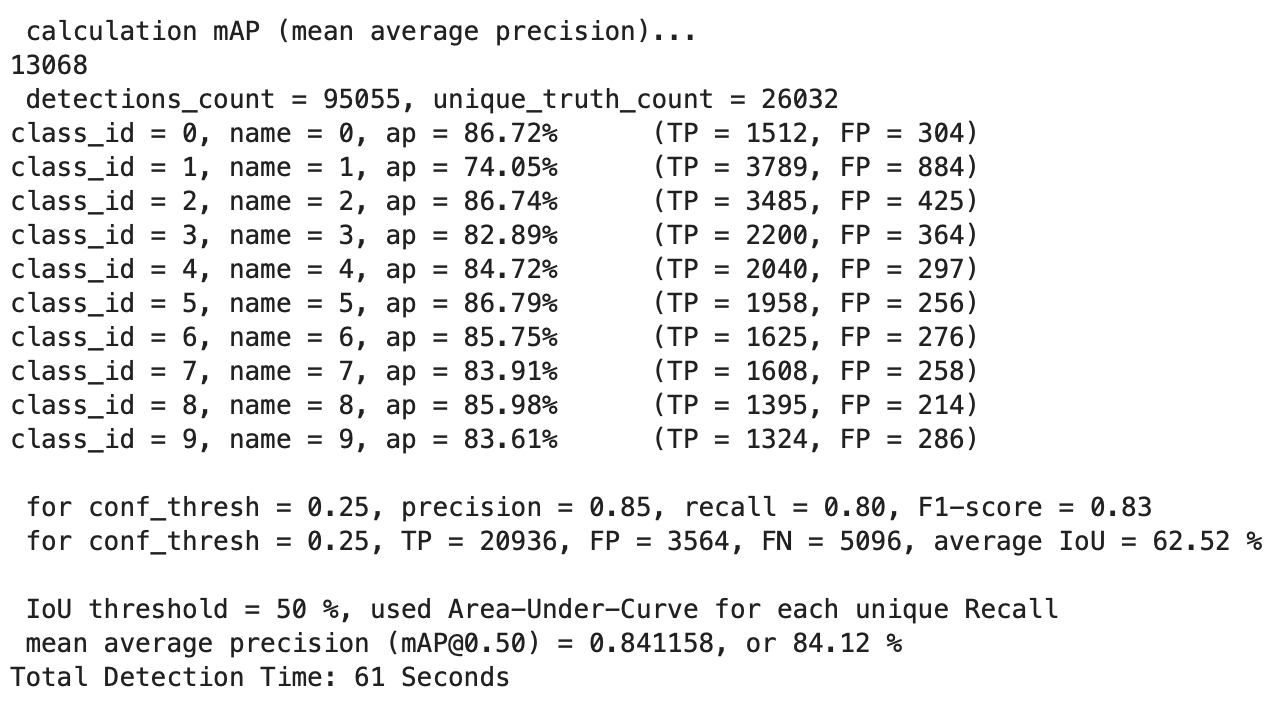 calculation mAP (mean average precision)...
13068
detections_count = 95055, unique_truth_count = 26032
class_id = 0, name = 0, ap = 86.72% (TP = 1512, FP = 304)
class_id = 1, name = 1, ap = 74.05% (TP = 3789, FP = 884)
class_id = 2, name = 2, ap = 86.74% (TP = 3485, FP = 425)
class_id = 3, name = 3, ap = 82.89% (TP = 2200, FP = 364)
class_id = 4, name = 4, ap = 84.72% (TP = 2040, FP = 297)
class_id = 5, name = 5, ap = 86.79% (TP = 1958, FP = 256)
class_id = 6, name = 6, ap = 85.75% (TP = 1625, FP = 276)
class_id = 7, name = 7, ap = 83.91% (TP = 1608, FP = 258)
class_id = 8, name = 8, ap = 85.98% (TP = 1395, FP = 214)
class_id = 9, name = 9, ap = 83.61% (TP = 1324, FP = 286)
for conf_thresh = 0.25, precision = 0.85, recall = 0.80, F1-score = 0.83
for conf_thresh = 0.25, TP = 20936, FP = 3564, FN = 5096, average IoU = 62.52 %
IoU threshold = 50 %, used Area-Under-Curve for each unique Recall
mean average precision (mAP@0.50) = 0.841158, or 84.12 %
Total Detection Time: 61 Seconds